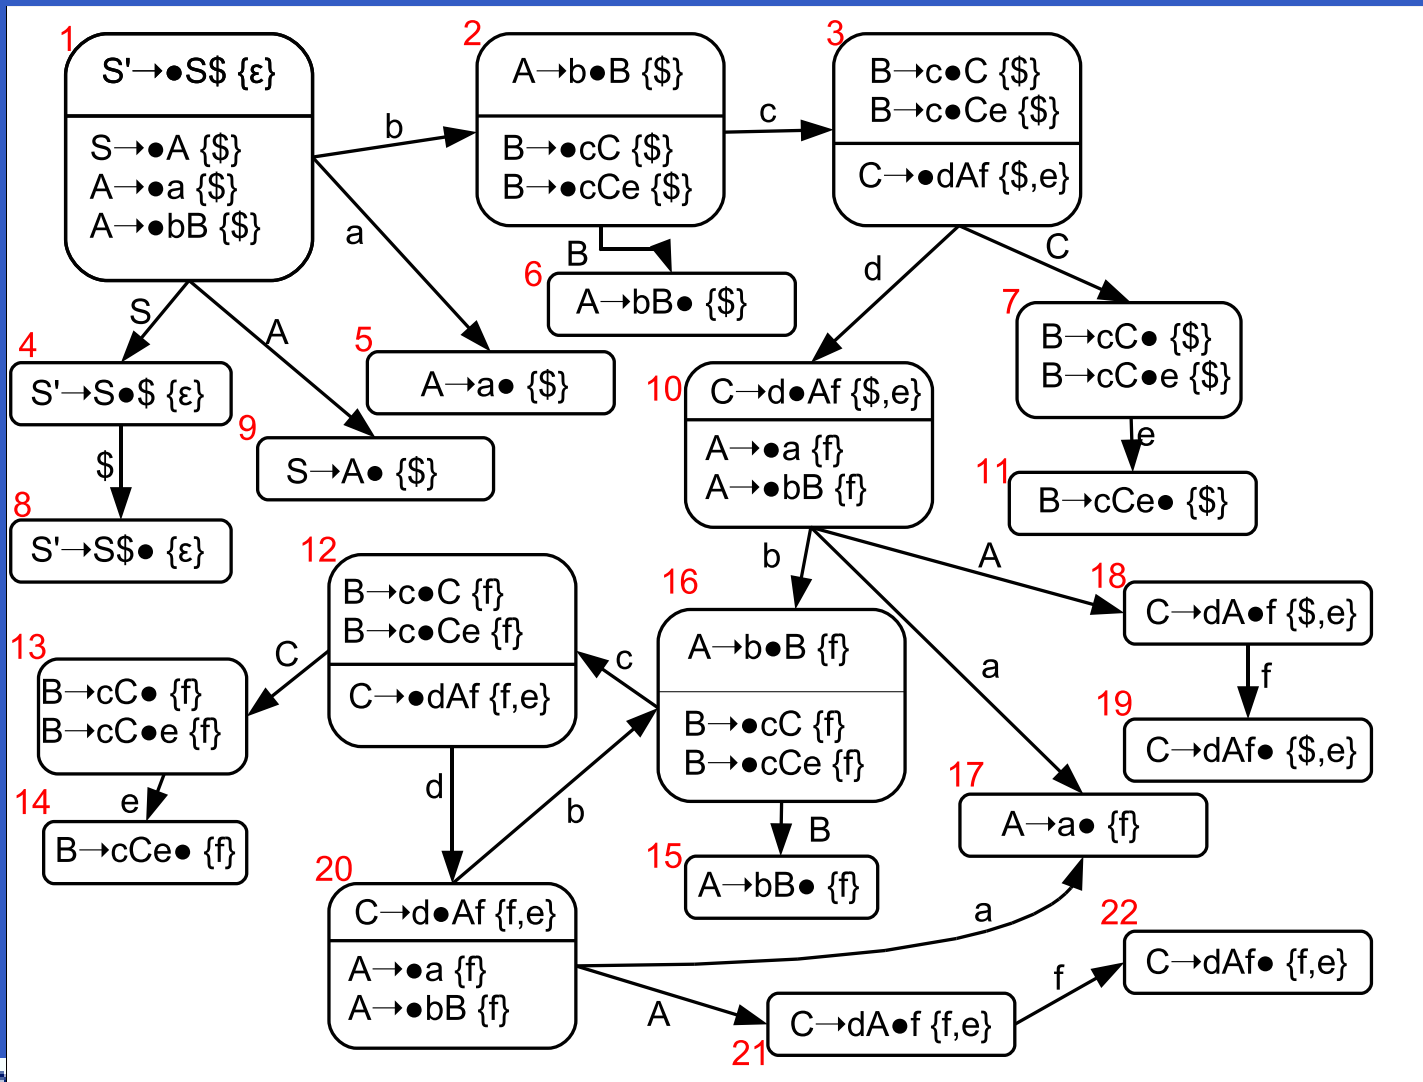 1
S'→●S$ {ε}
S→●A {$}
A→●a {$}
A→●bB {$}
b
2
A→b●B {$}
B→●cC {$}
B→●cCe {$}
c
3
B→c●C {$}
B→c●Ce {$}
C→●dAf {$,e}
a
B
d
C
S
A
4
S'→S●$ {ε}
5
A→a● {$}
6
A→bB● {$}
7
B→cC● {$}
B→cC●e {$}
$
9
S→A● {$}
10
C→d●Af {$,e}
A→●a {f}
A→●bB {f}
e
8
S'→S$● {ε}
11
B→cCe● {$}
12
B→c●C {f}
B→c●Ce {f}
C→●dAf {f,e}
b
A
a
16
A→b●B {f}
B→●cC {f}
B→●cCe {f}
18
C→dA●f {$,e}
f
19
C→dAf● {$,e}
C
c
13
B→cC● {f}
B→cC●e {f}
e
14
B→cCe● {f}
d
b
B
15
A→bB● {f}
17
A→a● {f}
20
C→d●Af {f,e}
A→●a {f}
A→●bB {f}
a
A
21
C→dA●f {f,e}
f
22
C→dAf● {f,e}